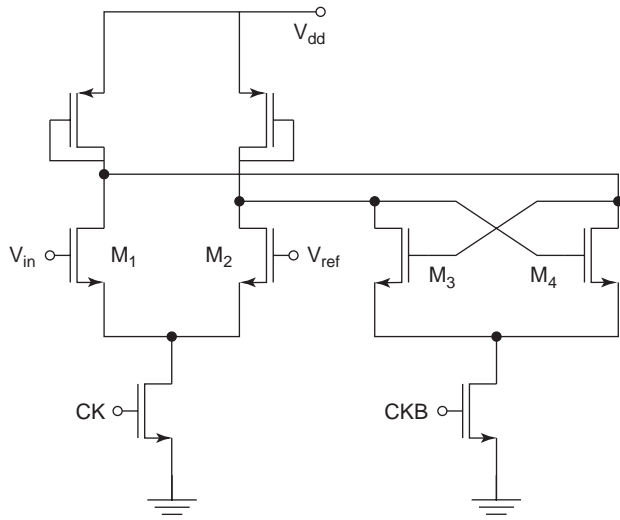 V_dd
V_in
M_1
M_2
V_ref
M_3
M_4
CK
CKB